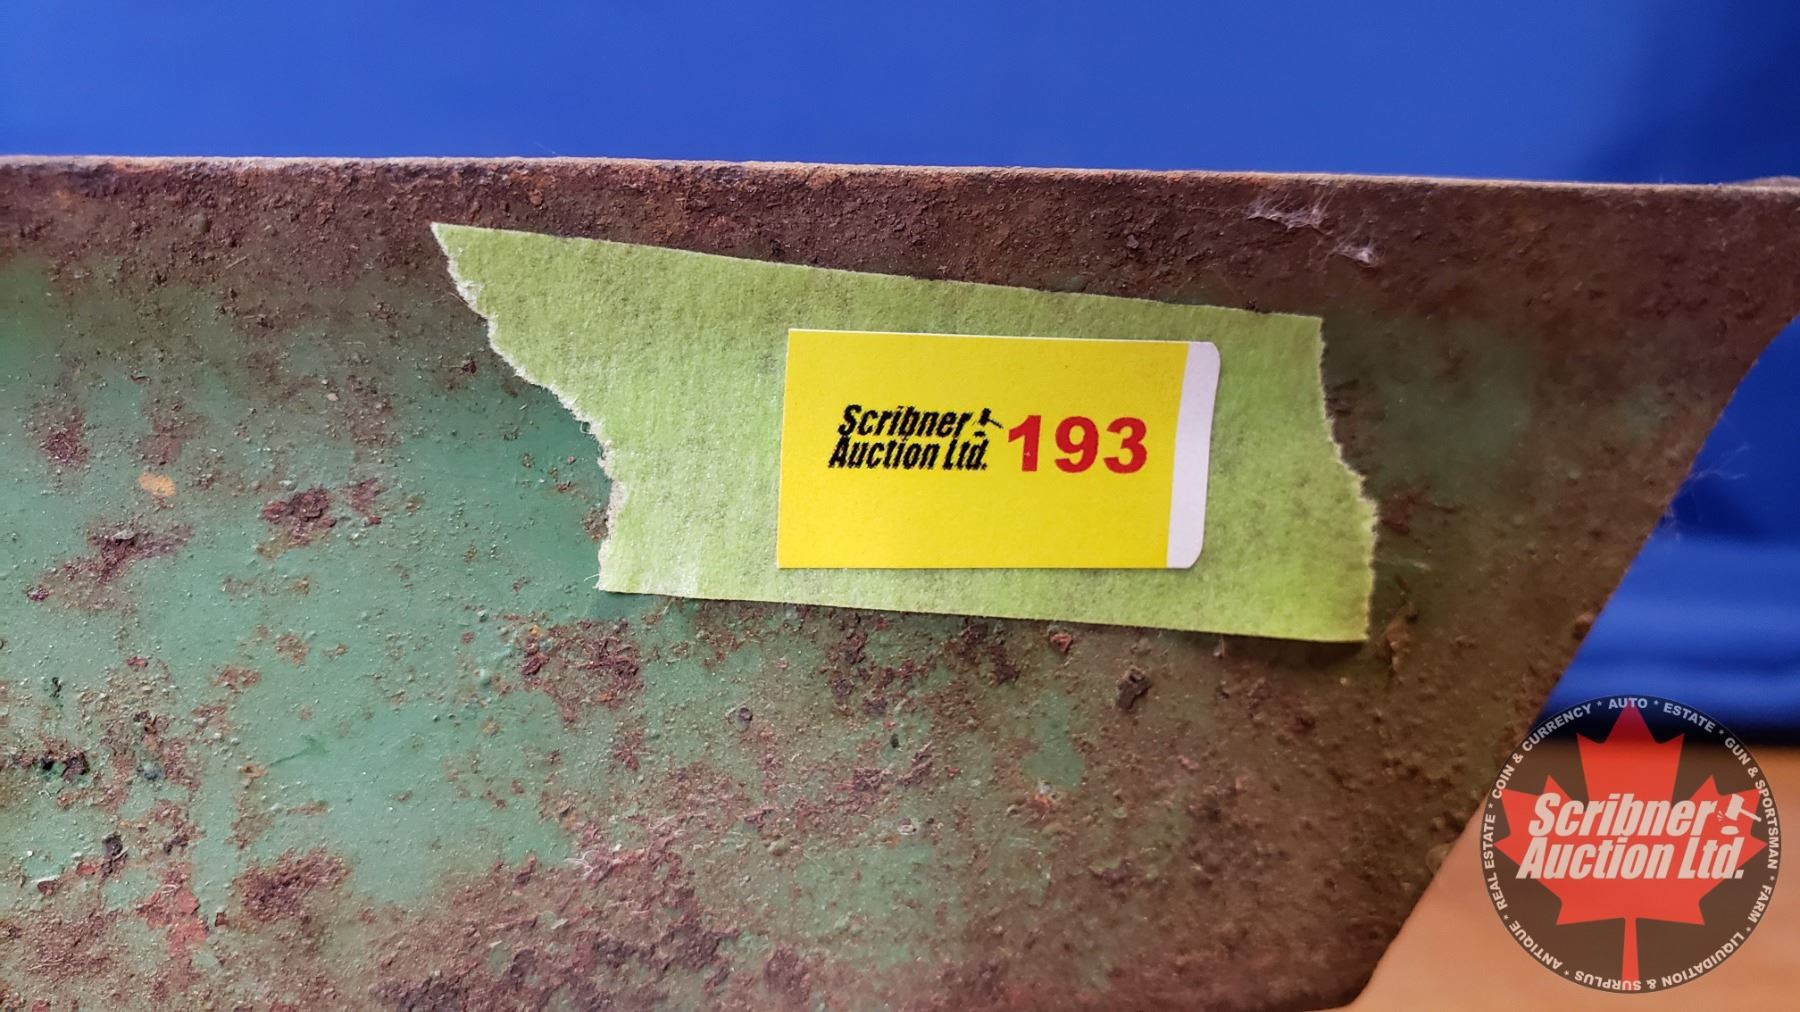 Scribner
Auction Ltd.
193
* AUTO * ESTATE * GUN & SPORTSMAN * FARM * LIQUIDATION & SURPLUS * ANTIQUE * REAL ESTATE * COIN & CURRENCY
Scribner
Auction Ltd.